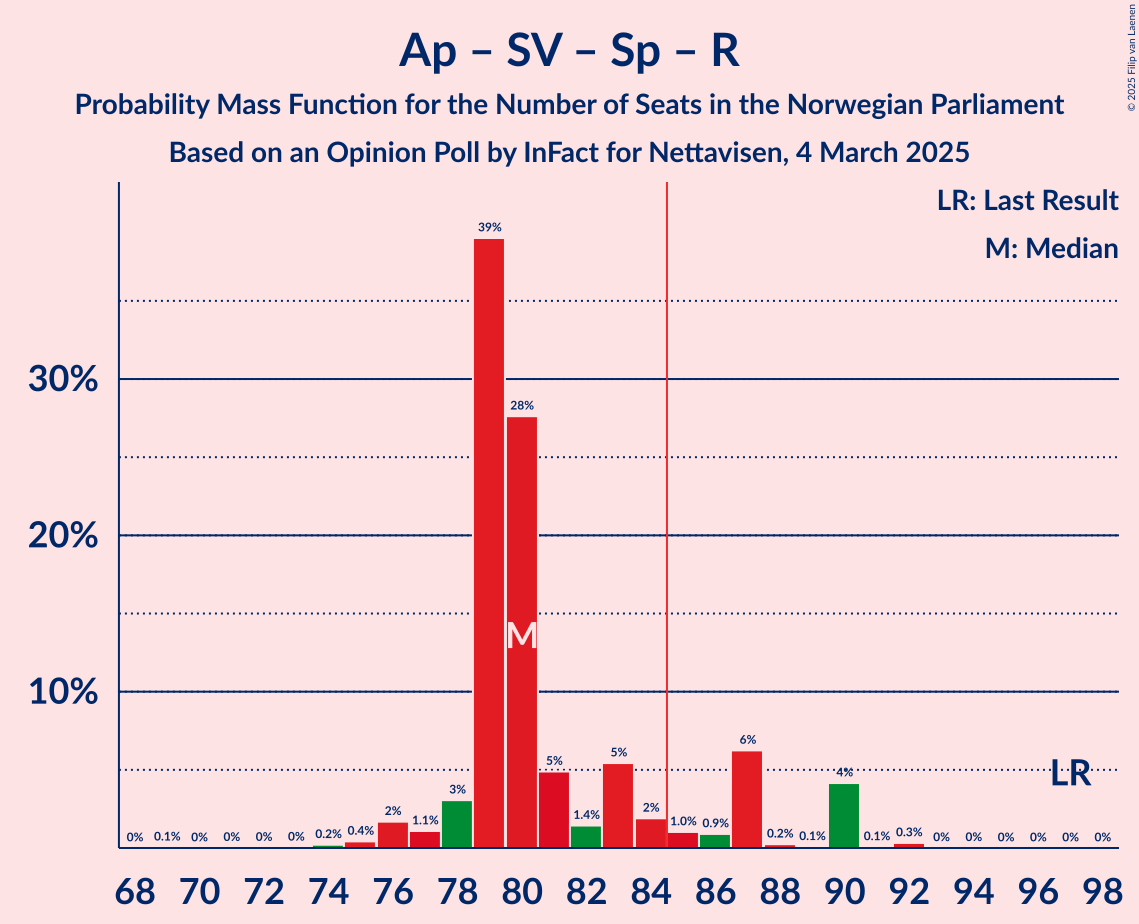 Ap – SV – Sp – R
Probability Mass Function for the Number of Seats in the Norwegian Parliament
Based on an Opinion Poll by InFact for Nettavisen, 4 March 2025
© 2025 Filip van Laenen
LR: Last Result
M: Median
30%
20%
10%
0% 0.1% 0% 0% 0% 0% 0.2% 0.4% 2% 1.1% 3% 39% 28% 5% 1.4% 5% 2% 1.0% 0.9% 6% 0.2% 0.1% 4% 0.1% 0.3% 0% 0% 0% 0% 0% 0%
M
LR
68 70 72 74 76 78 80 82 84 86 88 90 92 94 96 98